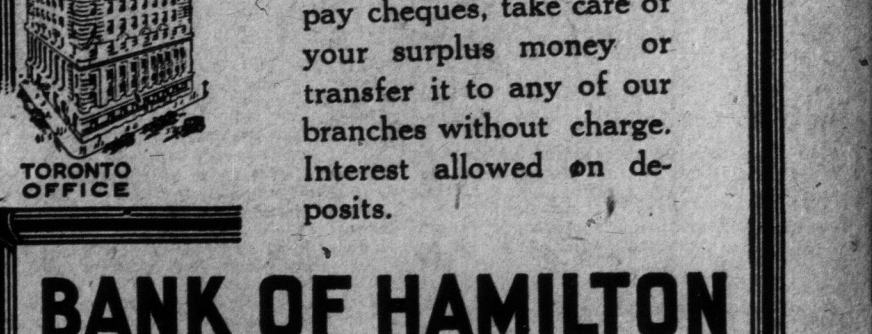 pay cheques, take care of
your surplus money or
transfer it to any of our
branches without charge.
Interest allowed on de-
posits.
TORONTO
OFFICE
BANK OF HAMILTON